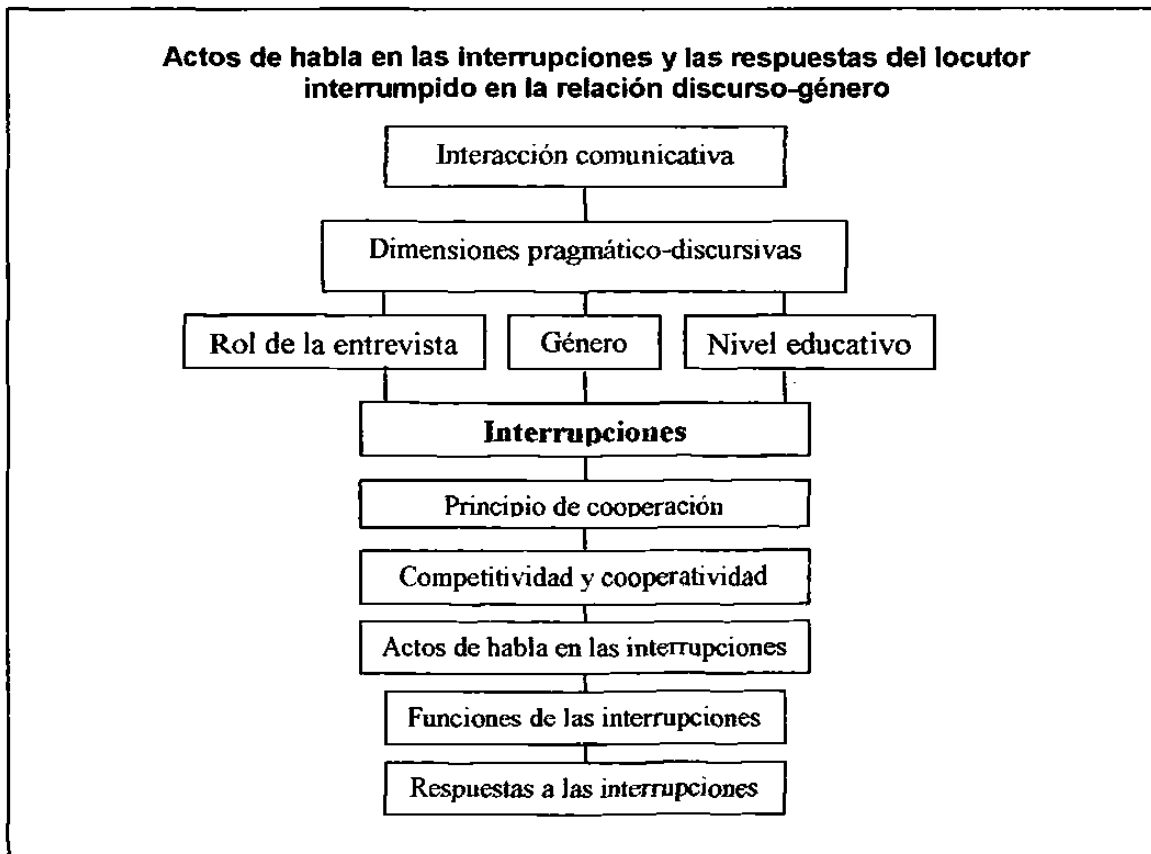 Actos de habla en las interrupciones y las respuestas del locutor
interrumpido en la relación discurso-género
Interacción comunicativa
Dimensiones pragmático-discursivas
Rol de la entrevista
Género
Nivel educativo
Interrupciones
Principio de cooperación
Competitividad y cooperatividad
Actos de habla en las interrupciones
Funciones de las interrupciones
Respuestas a las interrupciones